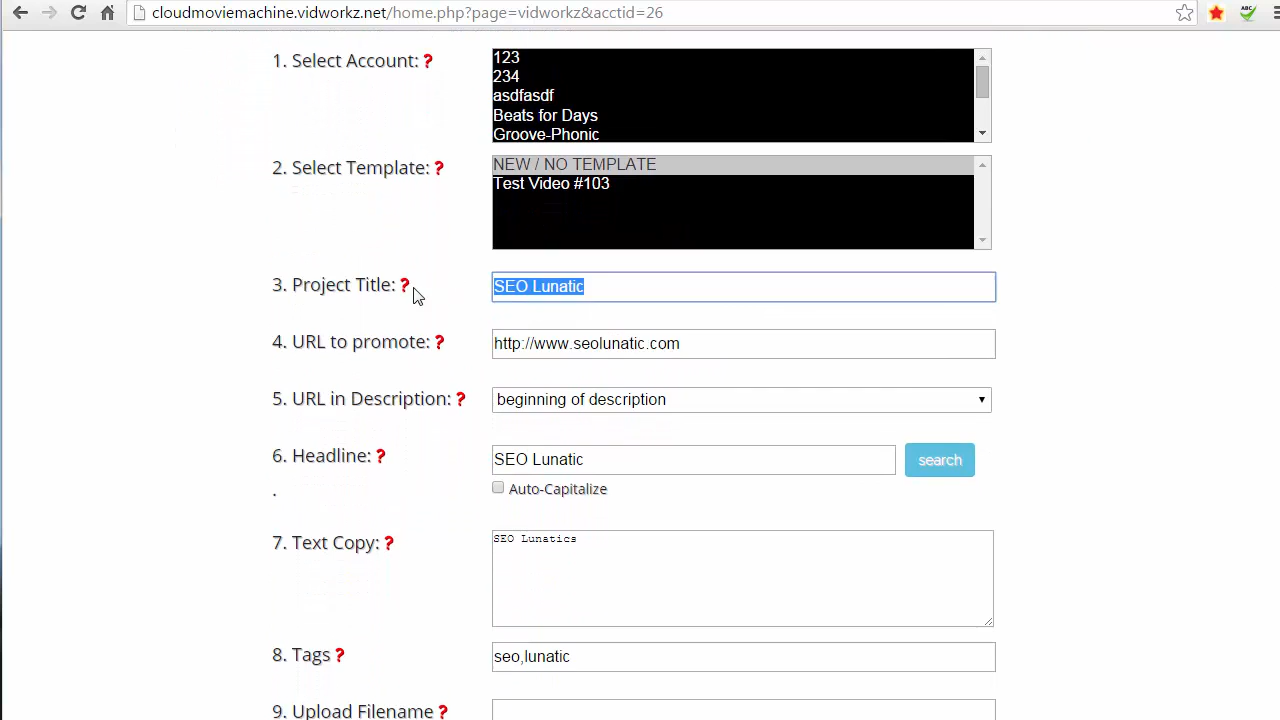 cloudmoviemachine.vidworkz.net/home.php?page=vidworkz&acctid=26
ABC
1. Select Account: ?
123
234
asdfasdf
Beats for Days
Groove-Phonic
2. Select Template: ?
NEW / NO TEMPLATE
Test Video #103
3. Project Title: ?
SEO Lunatic
4. URL to promote: ?
http://www.seolunatic.com
5. URL in Description: ?
beginning of description
6. Headline: ?
SEO Lunatic
search
.
Auto-Capitalize
7. Text Copy: ?
SEO Lunatics
8. Tags ?
seo,lunatic
9. Upload Filename ?